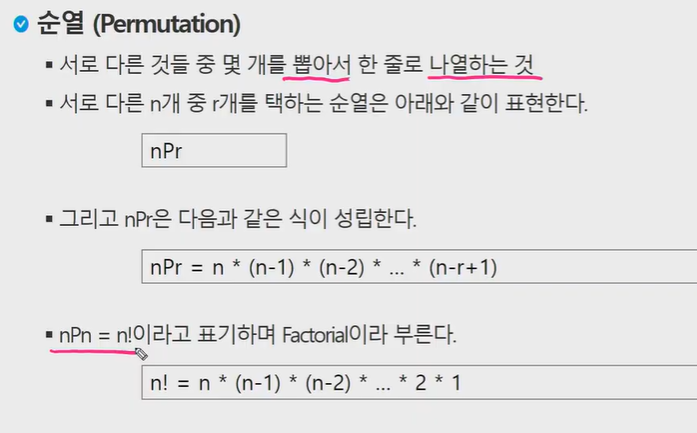 순열 (Permutation)
▪ 서로 다른 것들 중 몇 개를 뽑아서 한 줄로 나열하는 것
▪ 서로 다른 n개 중 r개를 택하는 순열은 아래와 같이 표현한다.
nPr
▪ 그리고 nPr은 다음과 같은 식이 성립한다.
nPr = n * (n-1) * (n-2) * ... * (n-r+1)
▪ nPn = n!이라고 표기하며 Factorial이라 부른다.
n! = n * (n-1) * (n-2) * ... * 2 * 1